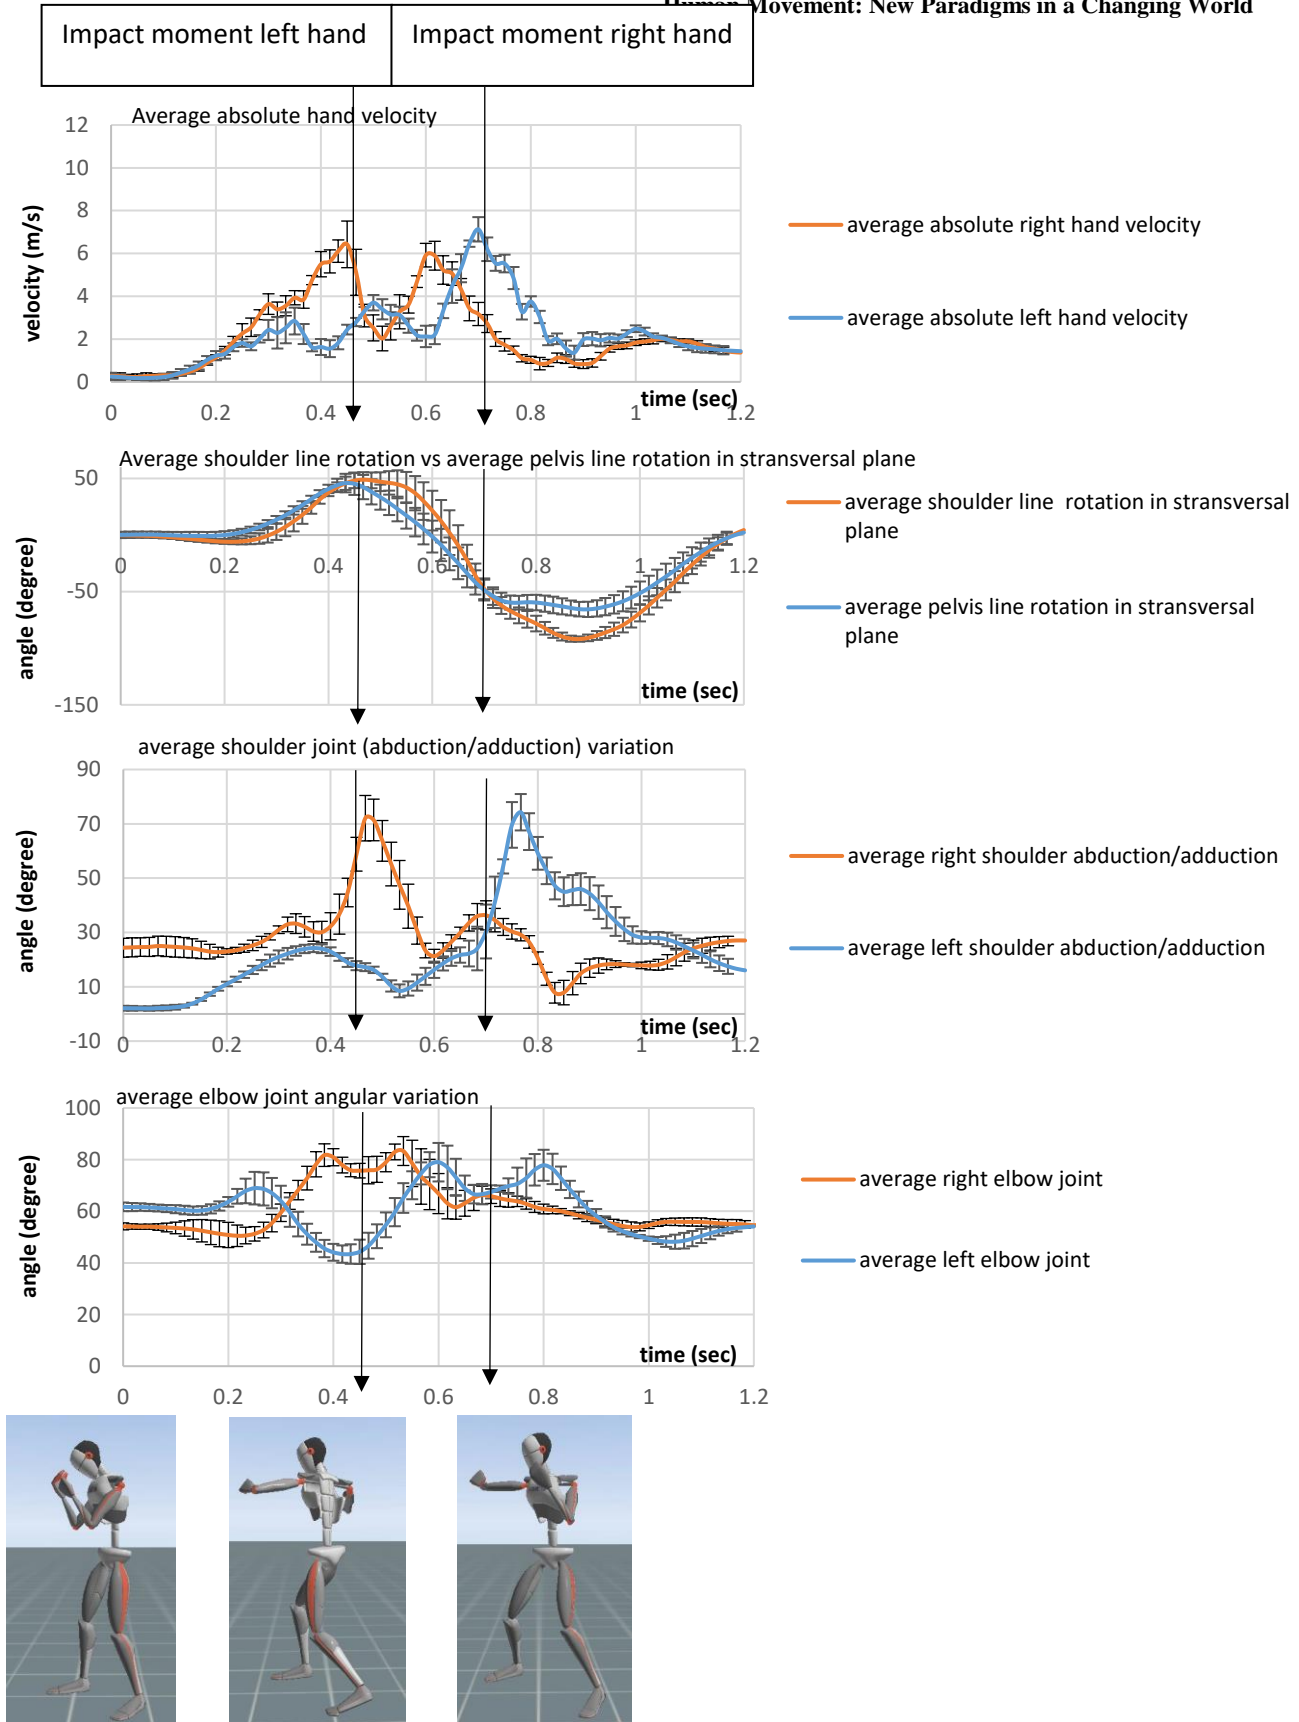 Human Movement: New Paradigms in a Changing World
Impact moment left hand
Impact moment right hand
Average absolute hand velocity
12
10
8
6
4
2
0
velocity (m/s)
0 0.2 0.4 0.6 0.8 1 1.2
time (sec)
average absolute right hand velocity
average absolute left hand velocity
Average shoulder line rotation vs average pelvis line rotation in stransversal plane
50
-50
-150
angle (degree)
0 0.2 0.4 0.6 0.8 1 1.2
time (sec)
average shoulder line rotation in stransversal
plane
average pelvis line rotation in stransversal
plane
average shoulder joint (abduction/adduction) variation
90
70
50
30
10
-10
angle (degree)
0 0.2 0.4 0.6 0.8 1 1.2
time (sec)
average right shoulder abduction/adduction
average left shoulder abduction/adduction
average elbow joint angular variation
100
80
60
40
20
0
angle (degree)
0 0.2 0.4 0.6 0.8 1 1.2
time (sec)
average right elbow joint
average left elbow joint